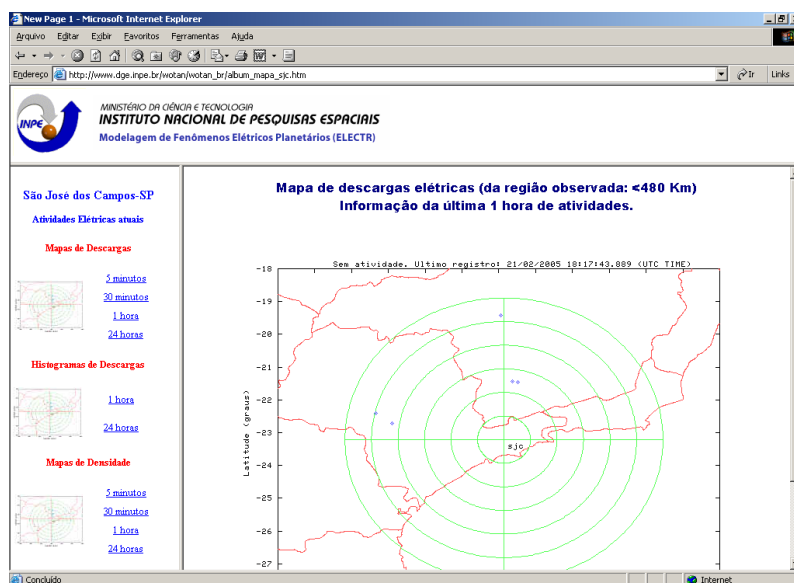 New Page 1 - Microsoft Internet Explorer
Arquivo Editar Exibir Favoritos Ferramentas Ajuda
Endereço http://www.dge.inpe.br/wotan/wotan_br/album_mapa_sjc.htm Ir Links
INPE
MINISTÉRIO DA CIÊNCIA E TECNOLOGIA
INSTITUTO NACIONAL DE PESQUISAS ESPACIAIS
Modelagem de Fenômenos Elétricos Planetários (ELECTR)
São José dos Campos-SP
Atividades Elétricas atuais
Mapas de Descargas
5 minutos
30 minutos
1 hora
24 horas
Histogramas de Descargas
1 hora
24 horas
Mapas de Densidade
5 minutos
30 minutos
1 hora
24 horas
Mapa de descargas elétricas (da região observada: <480 Km)
Informação da última 1 hora de atividades.
Sem atividade. Ultimo registro: 21/02/2005 18:17:43.889 (UTC TIME)
-18
-19
-20
-21
-22
-23
-24
-25
-26
-27
Latitude (graus)
sjc
Concluído
Internet